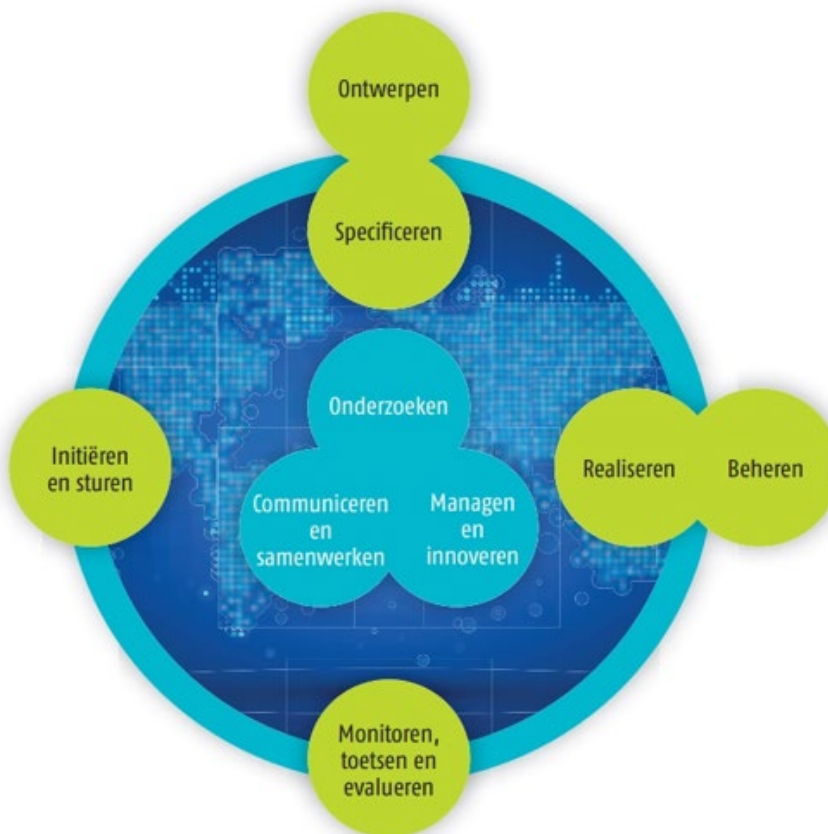 Ontwerpen
Specificeren
Onderzoeken
Initiëren
en sturen
Realiseren
Beheren
Communiceren
en
samenwerken
Managen
en
innoveren
Monitoren,
toetsen en
evalueren